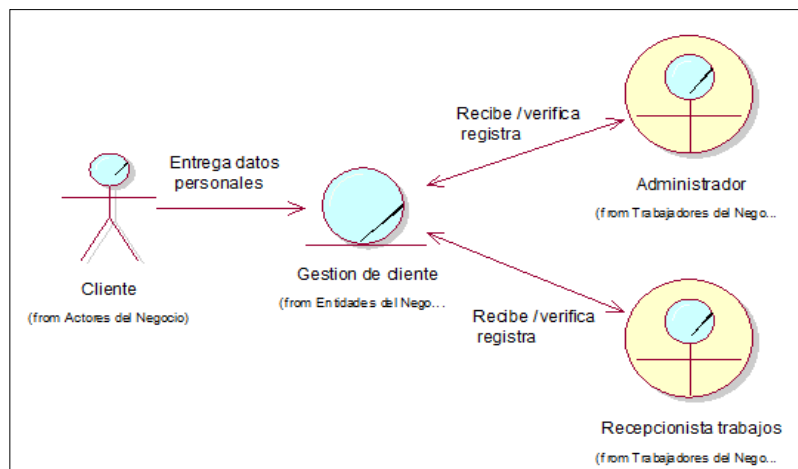 Entrega datos
personales
Cliente
(from Actores del Negocio)
Gestion de cliente
(from Entidades del Nego...
Recibe / verifica
registra
Administrador
(from Trabajadores del Nego...
Recibe / verifica
registra
Recepcionista trabajos
(from Trabajadores del Nego...